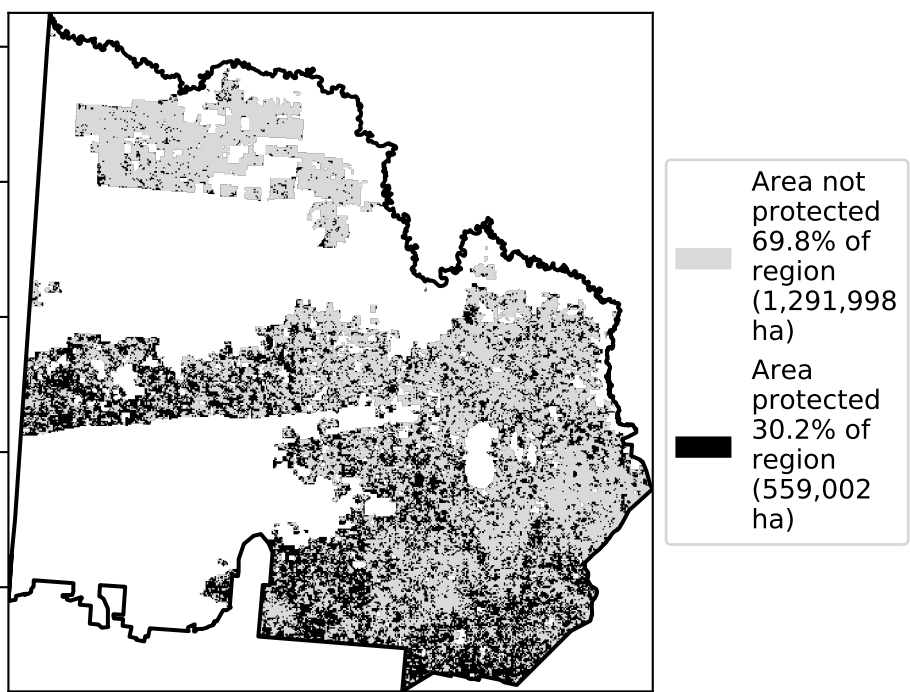 Area not
protected
69.8% of
region
(1,291,998
ha)
Area
protected
30.2% of
region
(559,002
ha)